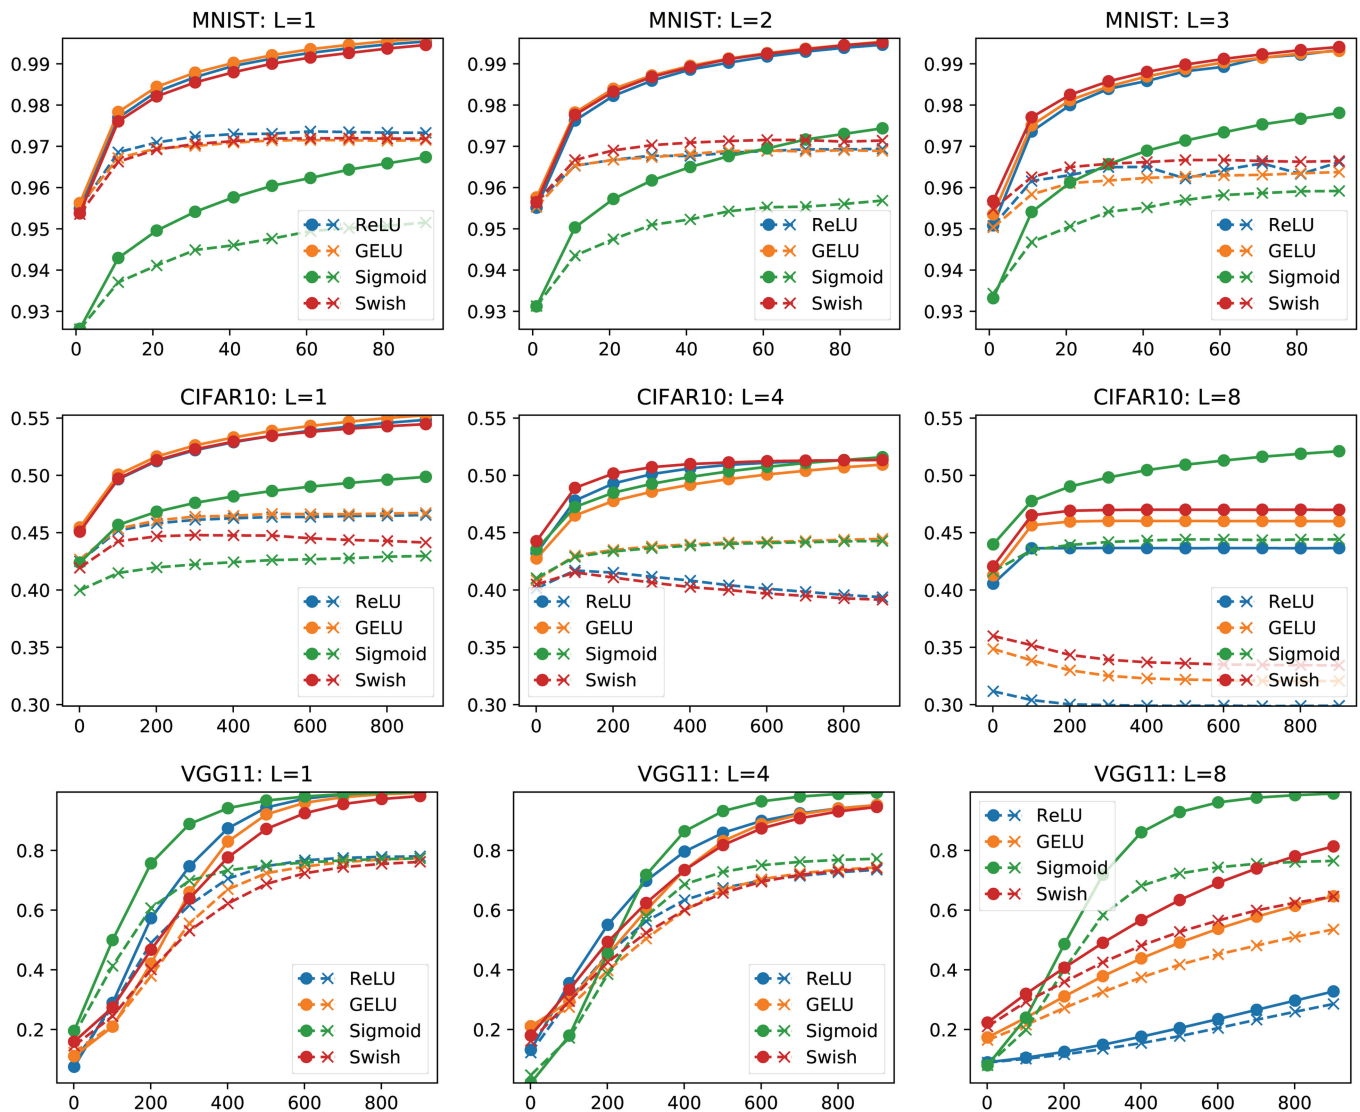 MNIST: L=1
0.99
0.98
0.97
0.96
0.95
0.94
0.93
ReLU
GELU
Sigmoid
Swish
0 20 40 60 80
MNIST: L=2
0.99
0.98
0.97
0.96
0.95
0.94
0.93
ReLU
GELU
Sigmoid
Swish
0 20 40 60 80
MNIST: L=3
0.99
0.98
0.97
0.96
0.95
0.94
0.93
ReLU
GELU
Sigmoid
Swish
0 20 40 60 80
CIFAR10: L=1
0.55
0.50
0.45
0.40
0.35
0.30
ReLU
GELU
Sigmoid
Swish
0 200 400 600 800
CIFAR10: L=4
0.55
0.50
0.45
0.40
0.35
0.30
ReLU
GELU
Sigmoid
Swish
0 200 400 600 800
CIFAR10: L=8
0.55
0.50
0.45
0.40
0.35
0.30
ReLU
GELU
Sigmoid
Swish
0 200 400 600 800
VGG11: L=1
0.8
0.6
0.4
0.2
ReLU
GELU
Sigmoid
Swish
0 200 400 600 800
VGG11: L=4
0.8
0.6
0.4
0.2
ReLU
GELU
Sigmoid
Swish
0 200 400 600 800
VGG11: L=8
0.8
0.6
0.4
0.2
ReLU
GELU
Sigmoid
Swish
0 200 400 600 800